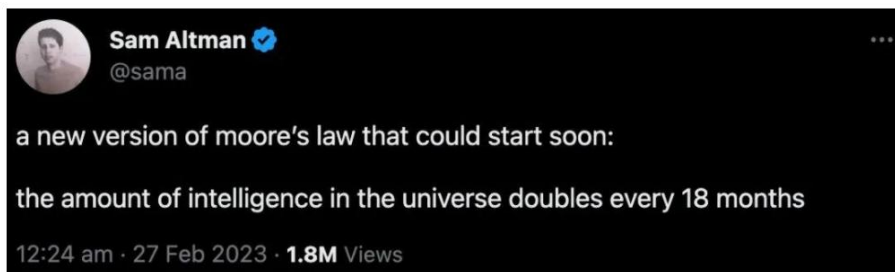 Sam Altman
@sama
a new version of moore’s law that could start soon:
the amount of intelligence in the universe doubles every 18 months
12:24 am · 27 Feb 2023 · 1.8M Views